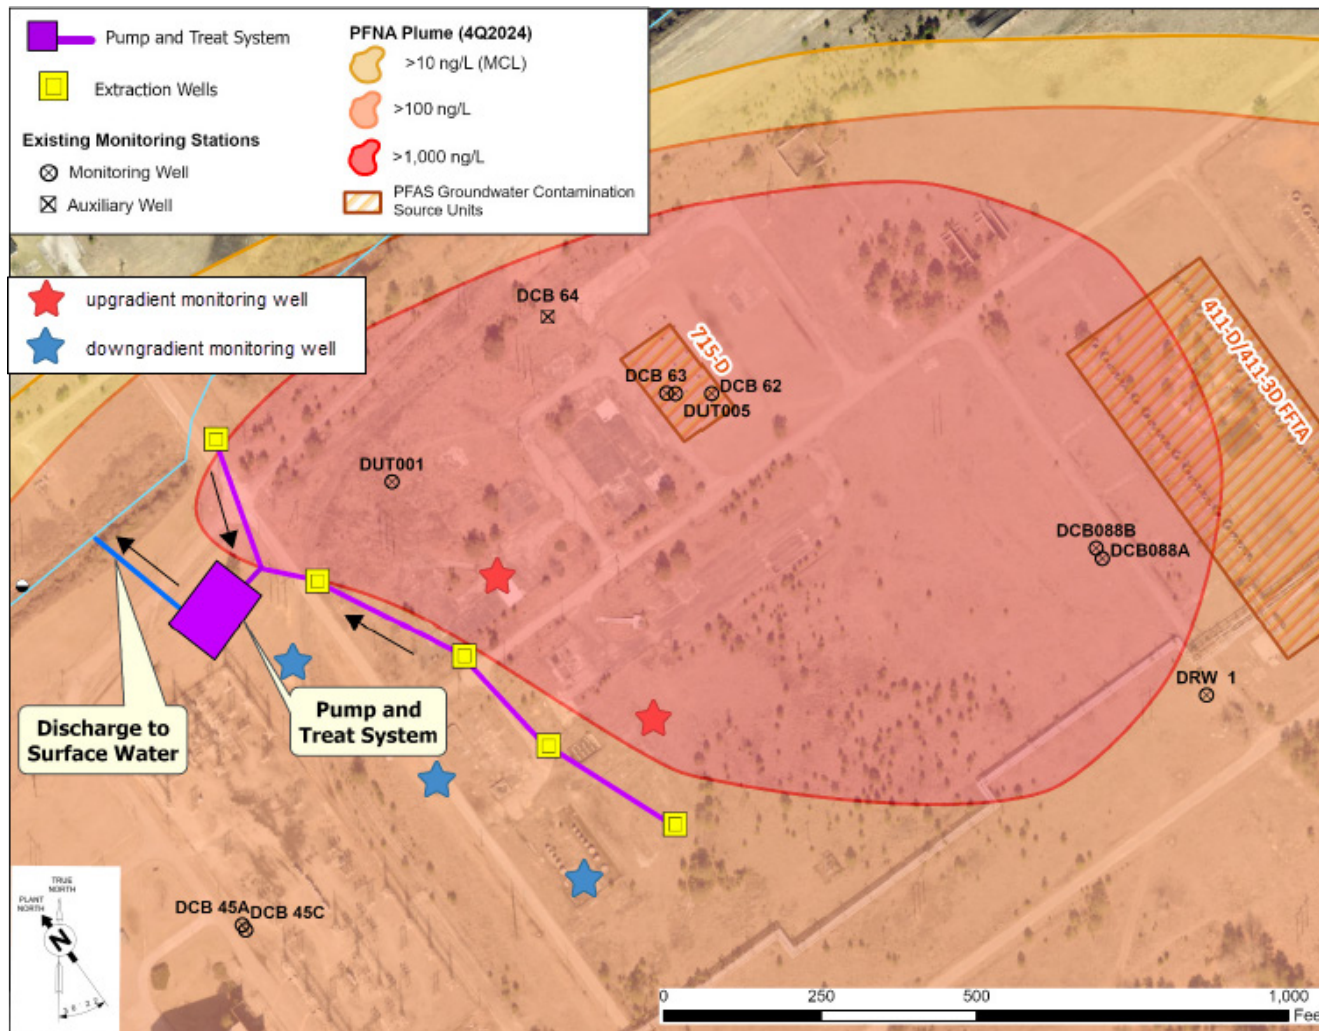 Pump and Treat System
Extraction Wells
Existing Monitoring Stations
Monitoring Well
Auxiliary Well
PFNA Plume (4Q2024)
>10 ng/L (MCL)
>100 ng/L
>1,000 ng/L
PFAS Groundwater Contamination
Source Units
upgradient monitoring well
downgradient monitoring well
DCB 64
715-D
DCB 63
DCB 62
DUT005
411-D/411-3D FFTA
DUT001
DCB088B
DCB088A
DRW 1
Discharge to
Surface Water
Pump and
Treat System
DCB 45A
DCB 45C
TRUE
NORTH
PLANT
NORTH
N
0
250
500
1,000
Fee